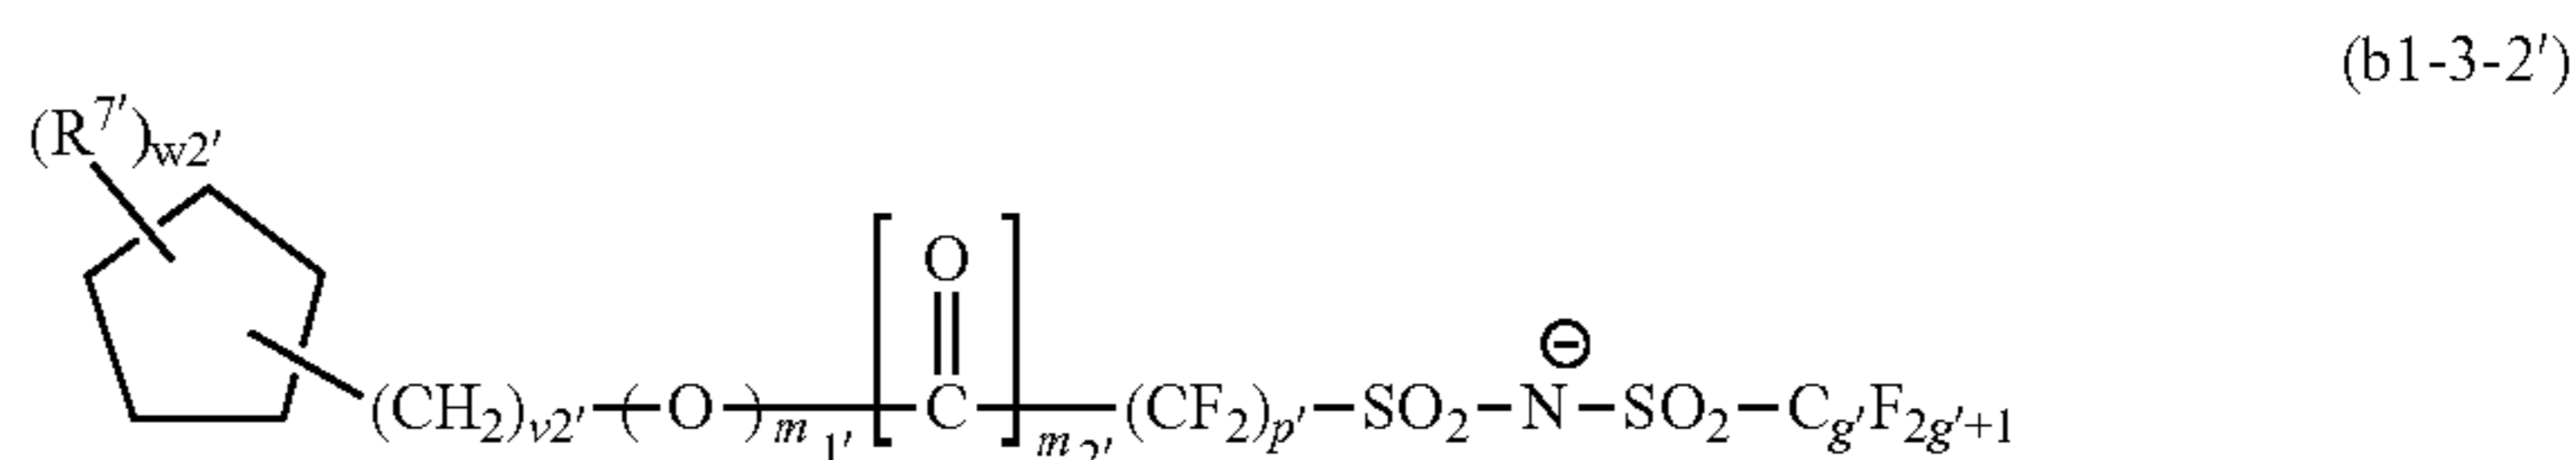 (b1-3-2′)
(R7′)w2′
O
(CH2)v2′—(O)m1′[C]m2′(CF2)p′—SO2—N⊖—SO2—Cg′F2g′+1